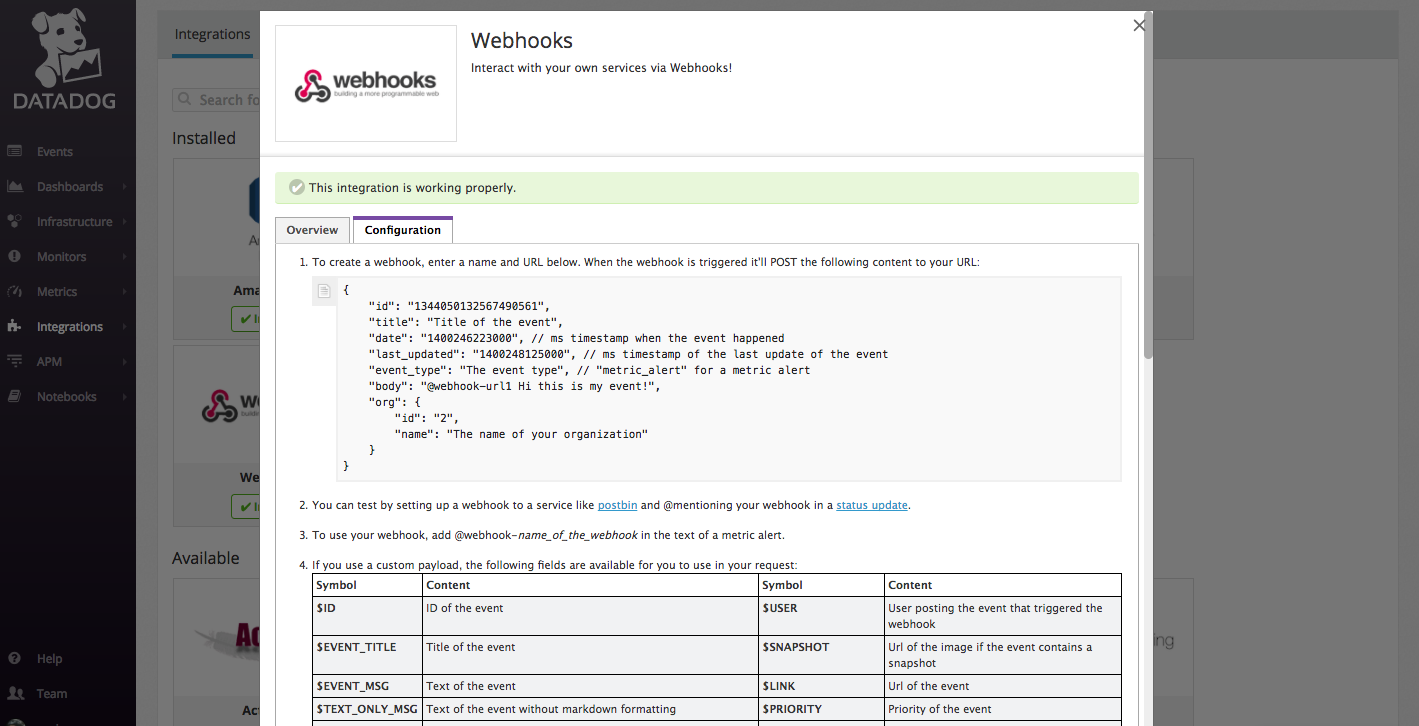 DATADOG
Events
Dashboards
Infrastructure
Monitors
Metrics
Integrations
APM
Notebooks
Help
Team
Integrations
Search fo
Installed
Ama
We
Available
Ac
ing
webhooks
building a more programmable web
Webhooks
Interact with your own services via Webhooks!
This integration is working properly.
Overview
Configuration
1. To create a webhook, enter a name and URL below. When the webhook is triggered it'll POST the following content to your URL:
{
"id": "1344050132567490561",
"title": "Title of the event",
"date": "1400246223000", // ms timestamp when the event happened
"last_updated": "1400248125000", // ms timestamp of the last update of the event
"event_type": "The event type", // "metric_alert" for a metric alert
"body": "@webhook-url1 Hi this is my event!",
"org": {
"id": "2",
"name": "The name of your organization"
}
}
2. You can test by setting up a webhook to a service like postbin and @mentioning your webhook in a status update.
3. To use your webhook, add @webhook-name_of_the_webhook in the text of a metric alert.
4. If you use a custom payload, the following fields are available for you to use in your request:
Symbol Content Symbol Content
$ID ID of the event $USER User posting the event that triggered the
webhook
$EVENT_TITLE Title of the event $SNAPSHOT Url of the image if the event contains a
snapshot
$EVENT_MSG Text of the event $LINK Url of the event
$TEXT_ONLY_MSG Text of the event without markdown formatting $PRIORITY Priority of the event